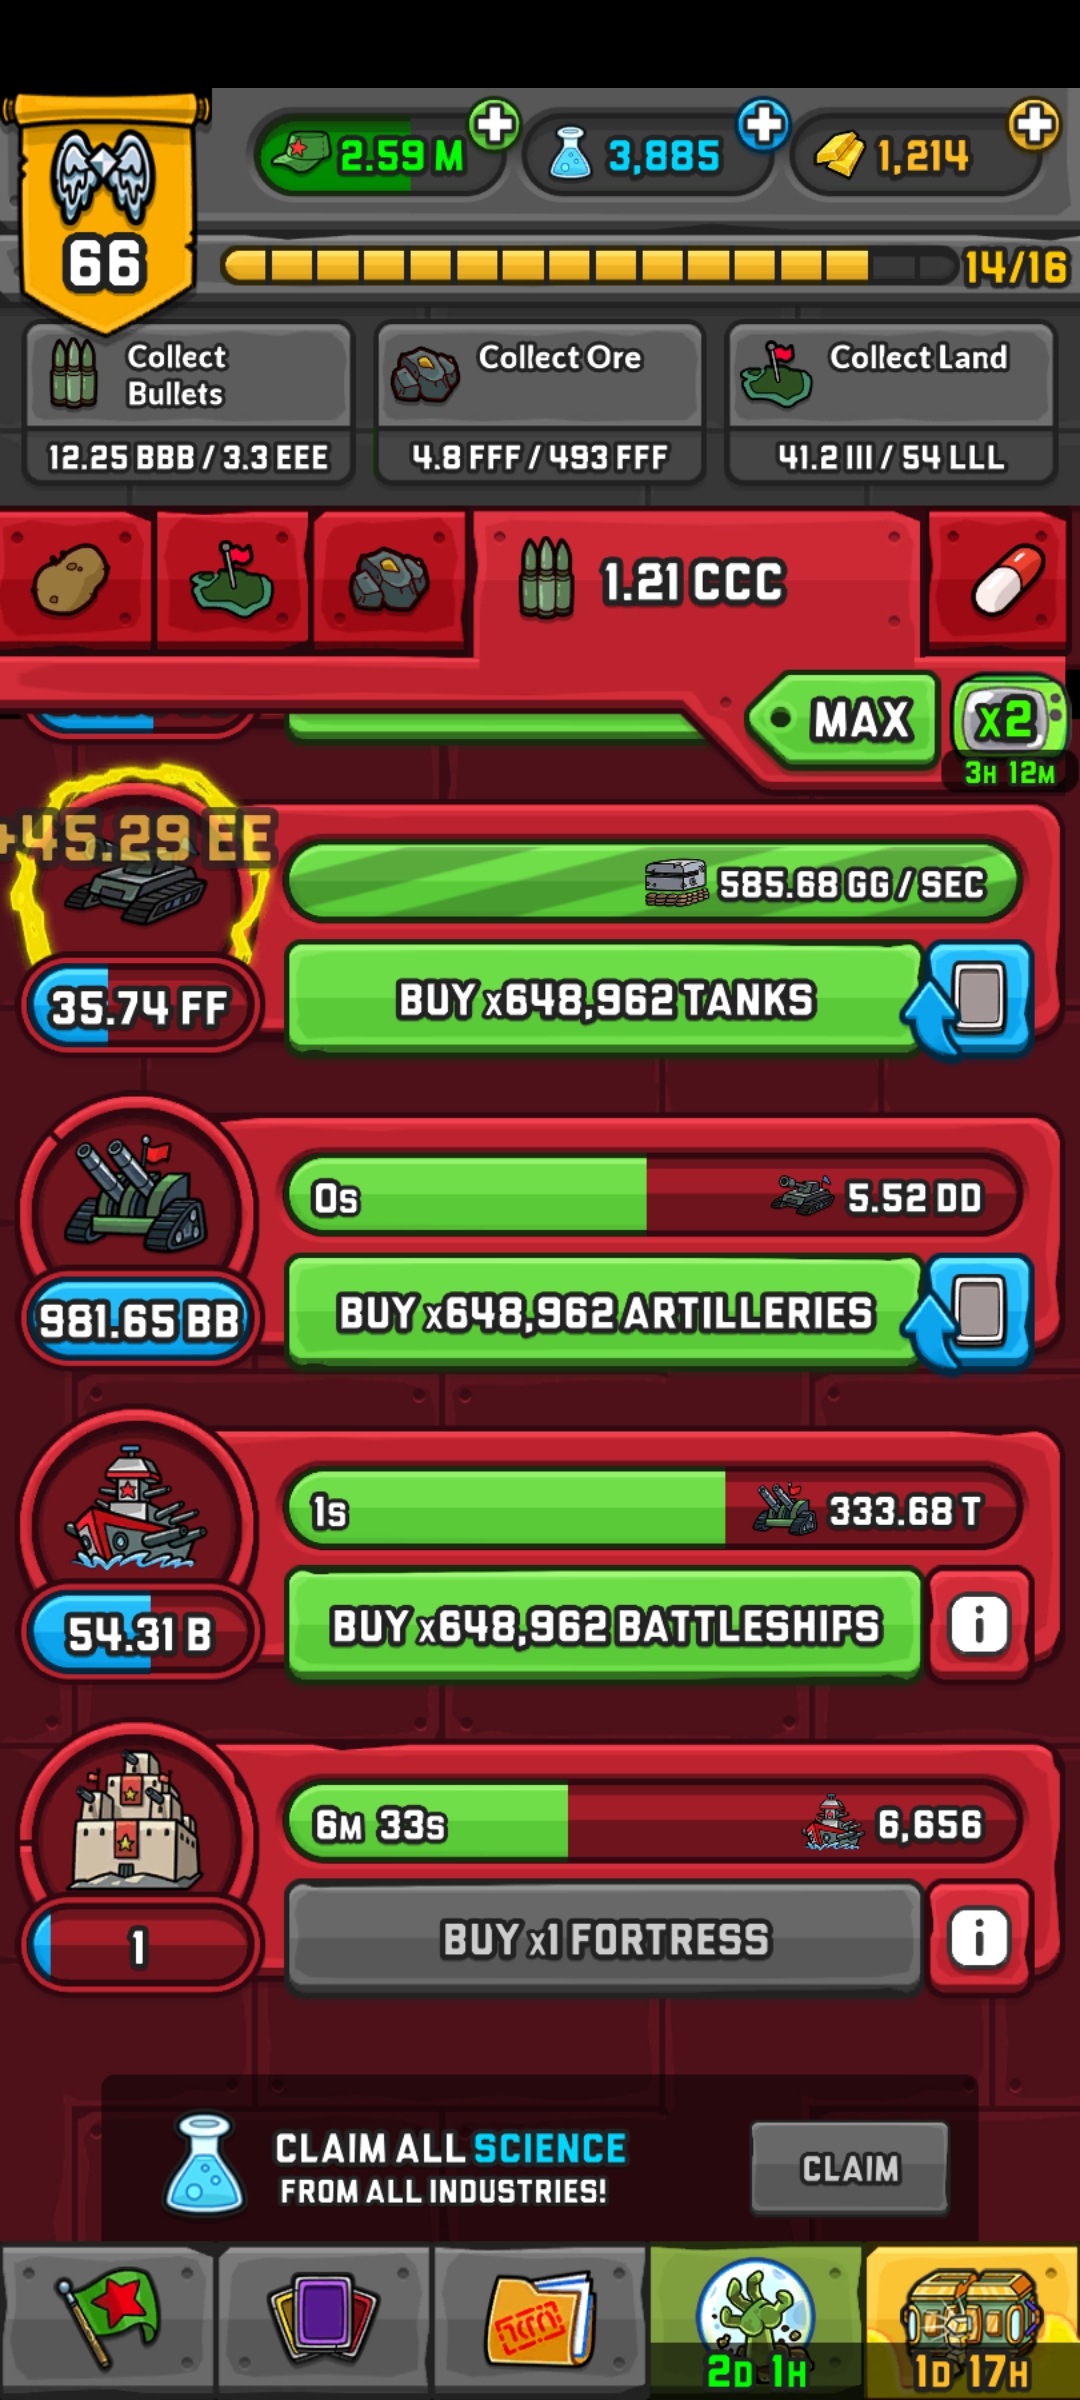 2.59 M
3,885
1,214
66
14/16
Collect
Bullets
12.25 BBB / 3.3 EEE
Collect Ore
4.8 FFF / 493 FFF
Collect Land
41.2 III / 54 LLL
1.21 CCC
MAX
x2
3H 12M
+45.29 EE
585.68 GG / SEC
35.74 FF
BUY x648,962 TANKS
0s
5.52 DD
981.65 BB
BUY x648,962 ARTILLERIES
1s
333.68 T
54.31 B
BUY x648,962 BATTLESHIPS
i
6M 33s
6,656
1
BUY x1 FORTRESS
i
CLAIM ALL SCIENCE
FROM ALL INDUSTRIES!
CLAIM
2D 1H
1D 17H